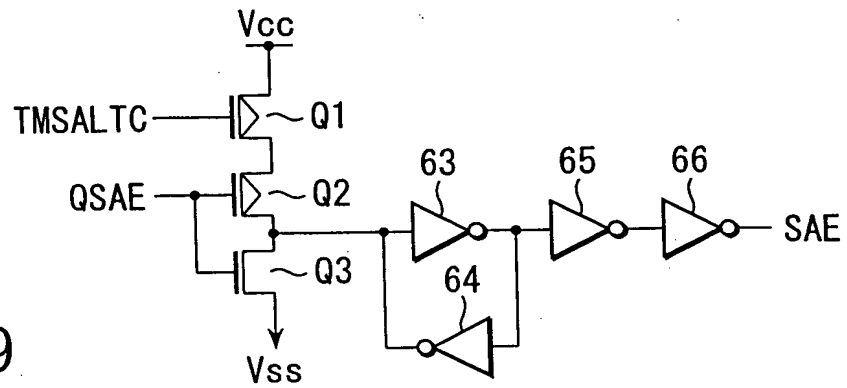 Vcc
TMSALTC
Q1
QSAE
Q2
Q3
Vss
63
64
65
66
SAE
9